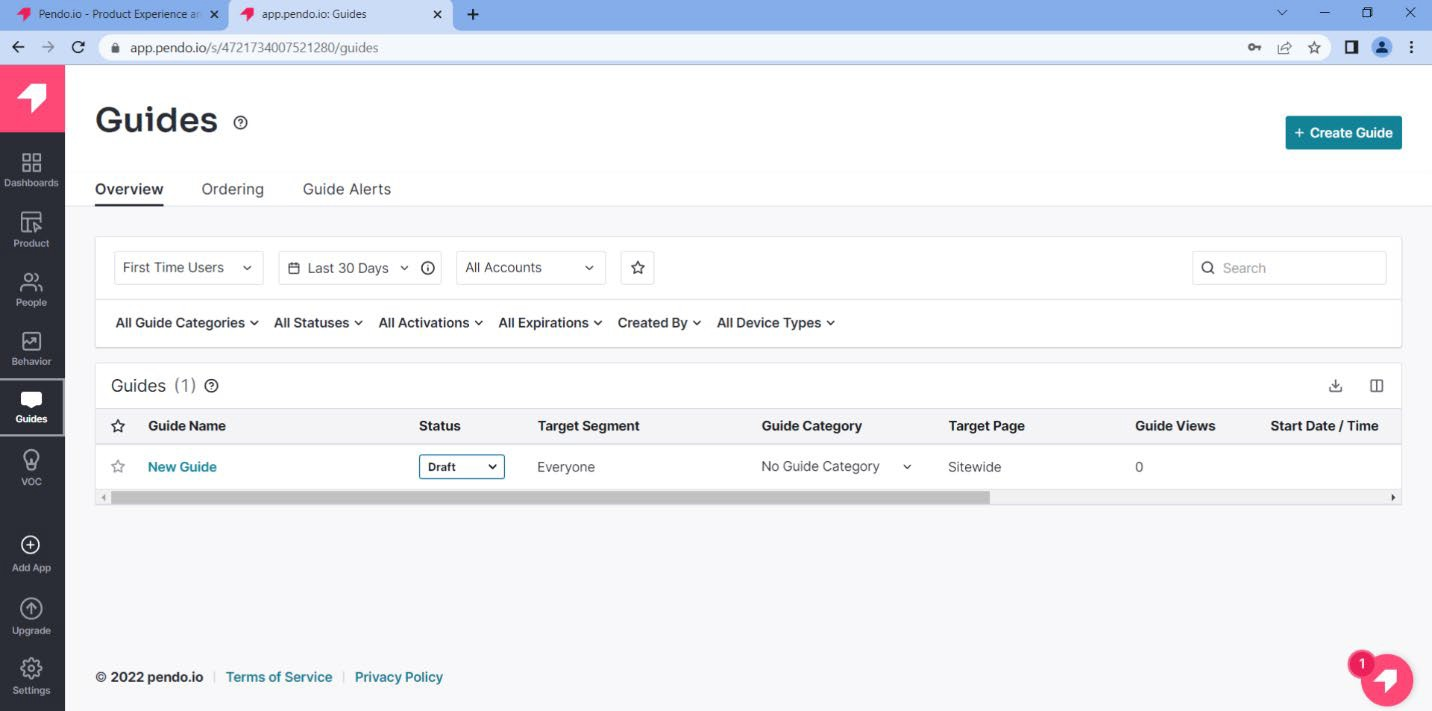 Pendo.io - Product Experience an
app.pendo.io: Guides
app.pendo.io/s/4721734007521280/guides
Guides
+ Create Guide
Overview Ordering Guide Alerts
First Time Users Last 30 Days All Accounts Search
All Guide Categories All Statuses All Activations All Expirations Created By All Device Types
Guides (1)
Guide Name Status Target Segment Guide Category Target Page Guide Views Start Date / Time
New Guide Draft Everyone No Guide Category Sitewide 0
Dashboards
Product
People
Behavior
Guides
VOC
Add App
Upgrade
Settings
© 2022 pendo.io | Terms of Service | Privacy Policy
1